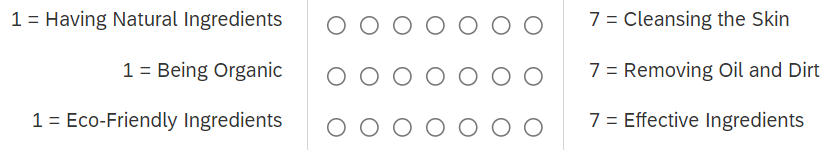 1 = Having Natural Ingredients 7 = Cleansing the Skin
1 = Being Organic 7 = Removing Oil and Dirt
1 = Eco-Friendly Ingredients 7 = Effective Ingredients